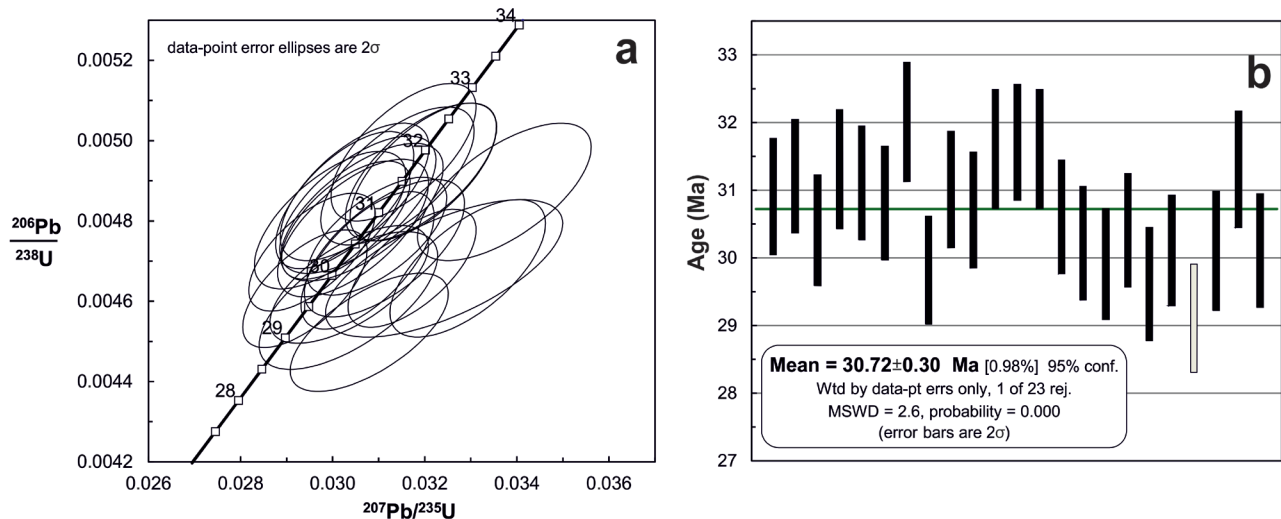 data-point error ellipses are 2σ
a
34
33
32
31
30
29
28
0.0052
0.0050
0.0048
0.0046
0.0044
0.0042
206Pb
238U
0.026
0.028
0.030
0.032
0.034
0.036
207Pb/235U
b
33
32
31
30
29
28
27
Age (Ma)
Mean = 30.72±0.30 Ma [0.98%] 95% conf.
Wtd by data-pt errs only, 1 of 23 rej.
MSWD = 2.6, probability = 0.000
(error bars are 2σ)